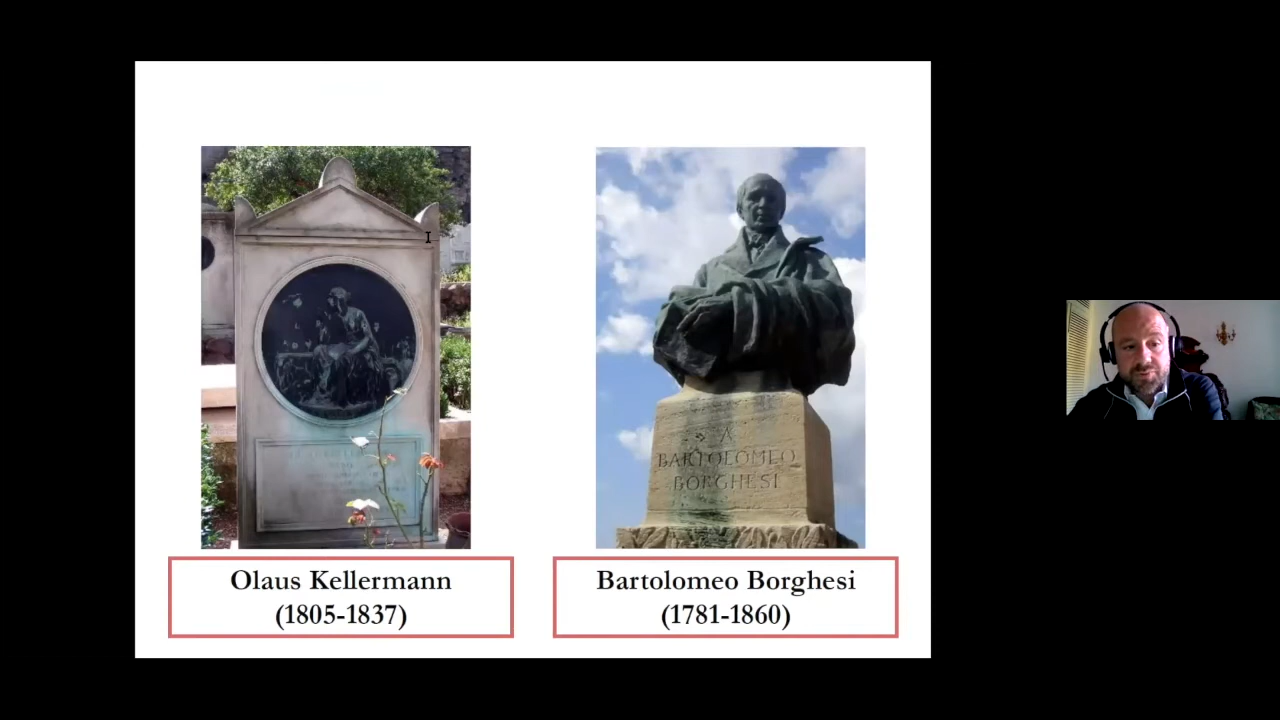 A
BARTOLOMEO
BORGHESI
Olaus Kellermann
(1805-1837)
Bartolomeo Borghesi
(1781-1860)